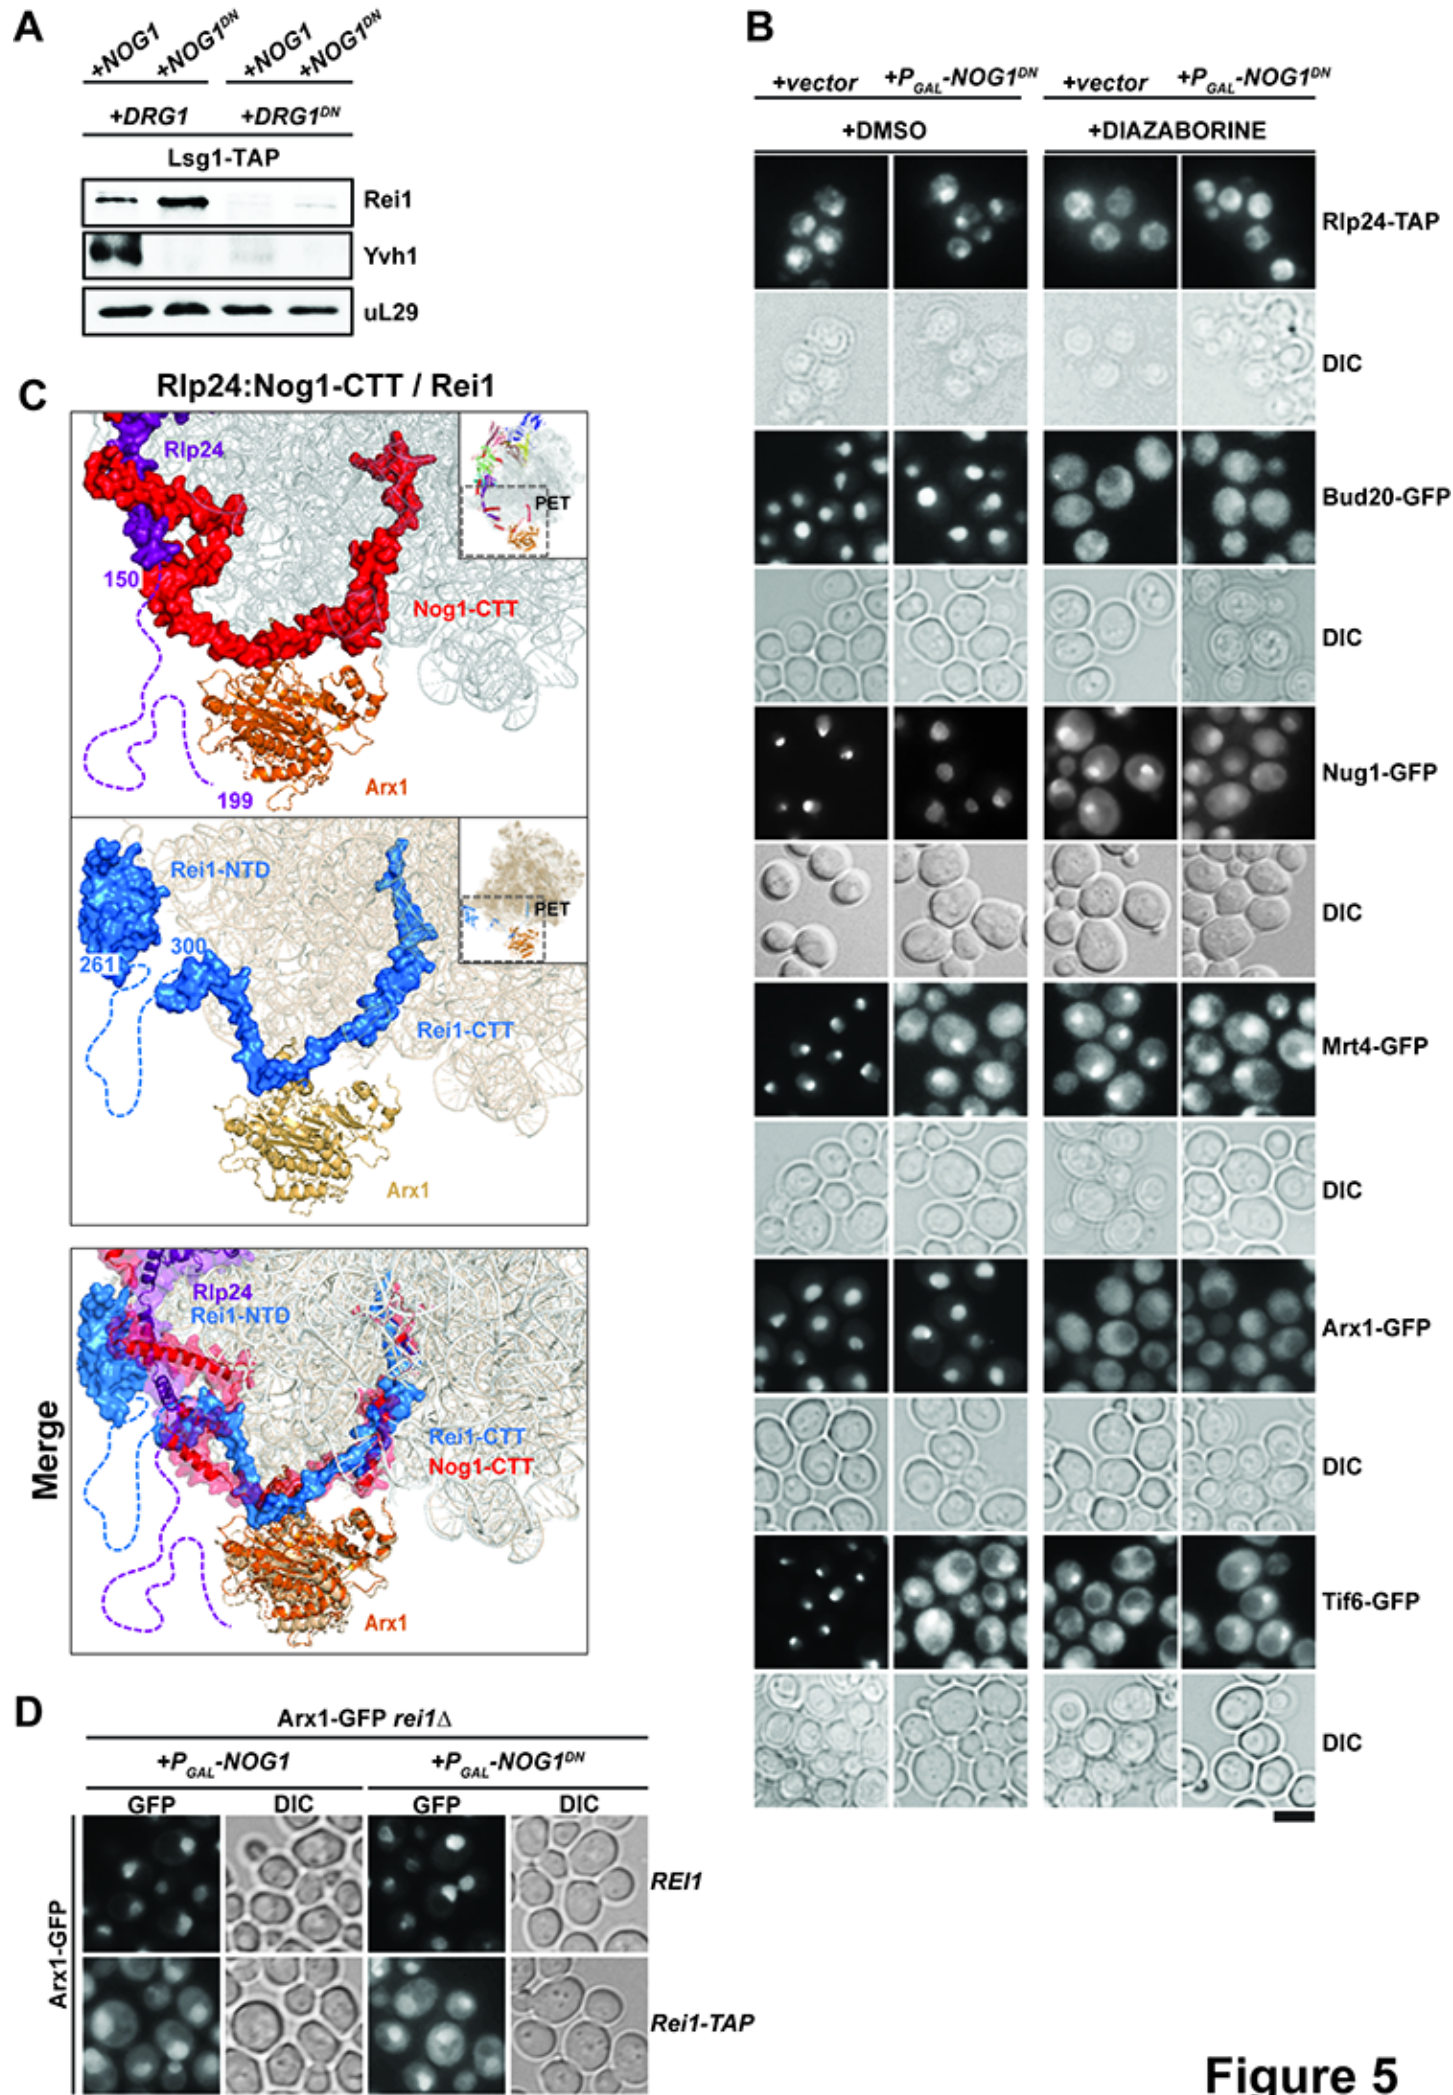 A
+NOG1 +NOG1DN +NOG1 +NOG1DN
+DRG1 +DRG1DN
Lsg1-TAP
Rei1
Yvh1
uL29
B
+vector +PGAL-NOG1DN +vector +PGAL-NOG1DN
+DMSO +DIAZABORINE
Rlp24-TAP
DIC
Bud20-GFP
DIC
Nug1-GFP
DIC
Mrt4-GFP
DIC
Arx1-GFP
DIC
Tif6-GFP
DIC
C
Rlp24:Nog1-CTT / Rei1
Rlp24
PET
150
Nog1-CTT
Arx1
199
Rei1-NTD
PET
300
261
Rei1-CTT
Arx1
Merge
Rlp24
Rei1-NTD
Rei1-CTT
Nog1-CTT
Arx1
D
Arx1-GFP rei1Δ
+PGAL-NOG1 +PGAL-NOG1DN
GFP DIC GFP DIC
Arx1-GFP
REI1
Rei1-TAP
Figure 5